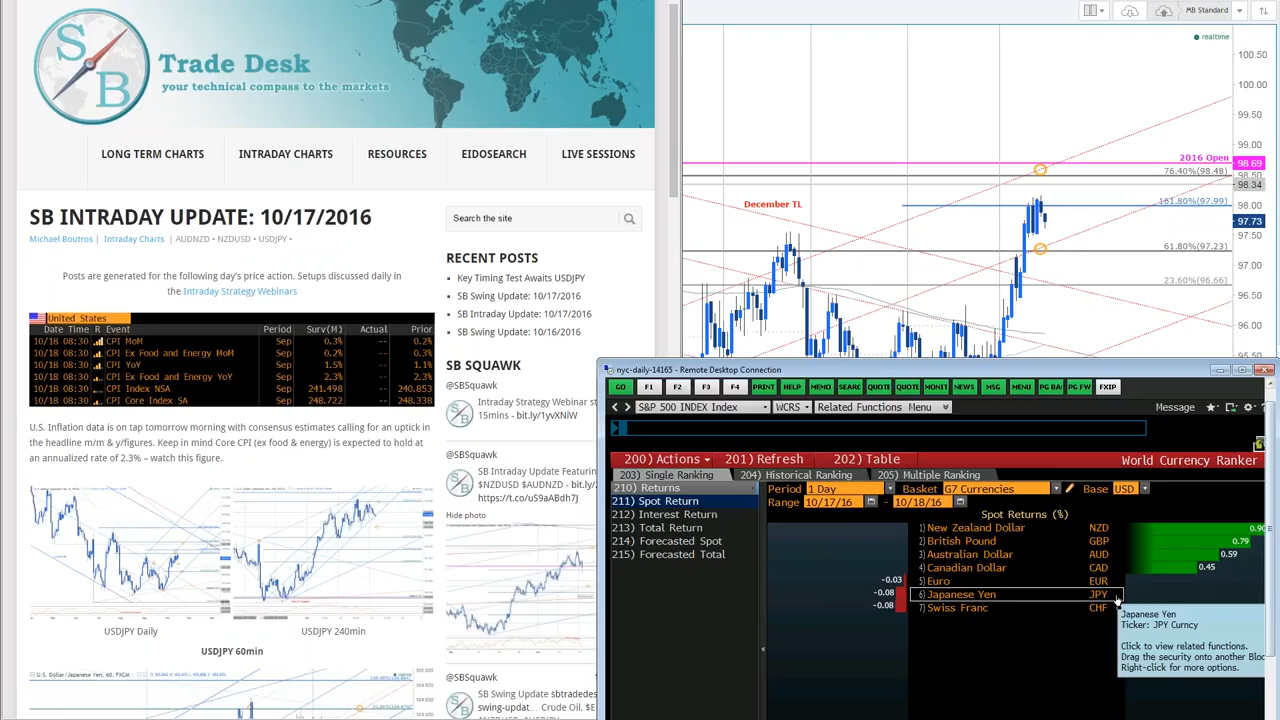 S
B
Trade Desk
your technical compass to the markets
LONG TERM CHARTS
INTRADAY CHARTS
RESOURCES
EIDOSEARCH
LIVE SESSIONS
SB INTRADAY UPDATE: 10/17/2016
Michael Boutros | Intraday Charts | AUDNZD • NZDUSD • USDJPY •
Posts are generated for the following day's price action. Setups discussed daily in
the Intraday Strategy Webinars
United States
Date Time R Event Period Surv(M) Actual Prior
10/18 08:30 CPI MoM Sep 0.3% -- 0.2%
10/18 08:30 CPI Ex Food and Energy MoM Sep 0.2% -- 0.3%
10/18 08:30 CPI YoY Sep 1.5% -- 1.1%
10/18 08:30 CPI Ex Food and Energy YoY Sep 2.3% -- 2.3%
10/18 08:30 CPI Index NSA Sep 241.498 -- 240.853
10/18 08:30 CPI Core Index SA Sep 248.722 -- 248.338
U.S. Inflation data is on tap tomorrow morning with consensus estimates calling for an uptick in
the headline m/m & y/figures. Keep in mind Core CPI (ex food & energy) is expected to hold at
an annualized rate of 2.3% – watch this figure.
USDJPY Daily
USDJPY 240min
USDJPY 60min
Search the site
RECENT POSTS
Key Timing Test Awaits USDJPY
SB Swing Update: 10/17/2016
SB Intraday Update: 10/17/2016
SB Swing Update: 10/16/2016
SB SQUAWK
@SBSquawk
Intraday Strategy Webinar st
15mins - bit.ly/1yvXNiW
@SBSquawk
SB Intraday Update Featurin
$NZDUSD $AUDNZD - bit.ly/
https://t.co/uS9aABdh7j
Hide photo
@SBSquawk
SB Swing Update sbtradedes
swing-updat… Crude Oil, $E
MB Standard
realtime
100.50
100.00
99.50
99.00
2016 Open
98.69
76.40%(98.48)
98.50
98.34
December TL
161.80%(97.99)
98.00
97.73
97.50
61.80%(97.23)
97.00
23.60%(96.66)
96.50
96.00
95.50
nyc-daily-14165 - Remote Desktop Connection
GO F1 F2 F3 F4 PRINT HELP MEMO SEARC QUOTE QUOTE MONIT NEWS MSG MENU PG BA PG FW FXIP
S&P 500 INDEX Index
WCRS
Related Functions Menu
Message
200) Actions
201) Refresh
202) Table
World Currency Ranker
203) Single Ranking
204) Historical Ranking
205) Multiple Ranking
210) Returns
211) Spot Return
212) Interest Return
213) Total Return
214) Forecasted Spot
215) Forecasted Total
Period 1 Day Basket G7 Currencies Base USD
Range 10/17/16 - 10/18/16
Spot Returns (%)
1) New Zealand Dollar NZD
2) British Pound GBP 0.79
3) Australian Dollar AUD 0.59
4) Canadian Dollar CAD 0.45
-0.03 5) Euro EUR
-0.08 6) Japanese Yen JPY
-0.08 7) Swiss Franc CHF
Japanese Yen
Ticker: JPY Curncy
Click to view related functions.
Drag the security onto another Bloo
Right-click for more options.